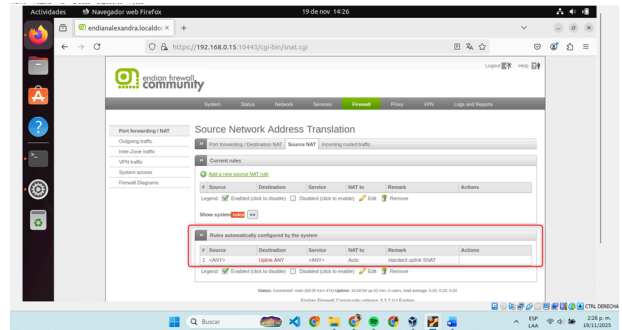 Actividades
Navegador web Firefox
19 de nov 14:26
endianalexandra.localdo
https://192.168.0.15:10443/cgi-bin/snat.cgi
Logout
Help
endian firewall
community
System Status Network Services Firewall Proxy VPN Logs and Reports
Port forwarding / NAT
Outgoing traffic
Inter-Zone traffic
VPN traffic
System access
Firewall Diagrams
Source Network Address Translation
Port forwarding / Destination NAT Source NAT Incoming routed traffic
Current rules
Add a new source NAT rule
# Source Destination Service NAT to Remark Actions
Legend: Enabled (click to disable) Disabled (click to enable) Edit Remove
Show system rules >>
Rules automatically configured by the system
# Source Destination Service NAT to Remark Actions
1 <ANY> Uplink ANY <ANY> Auto standard uplink SNAT
Legend: Enabled (click to disable) Disabled (click to enable) Edit Remove
CTRL DERECHA
Buscar
ESP
LAA
2:28 p. m.
19/11/2025